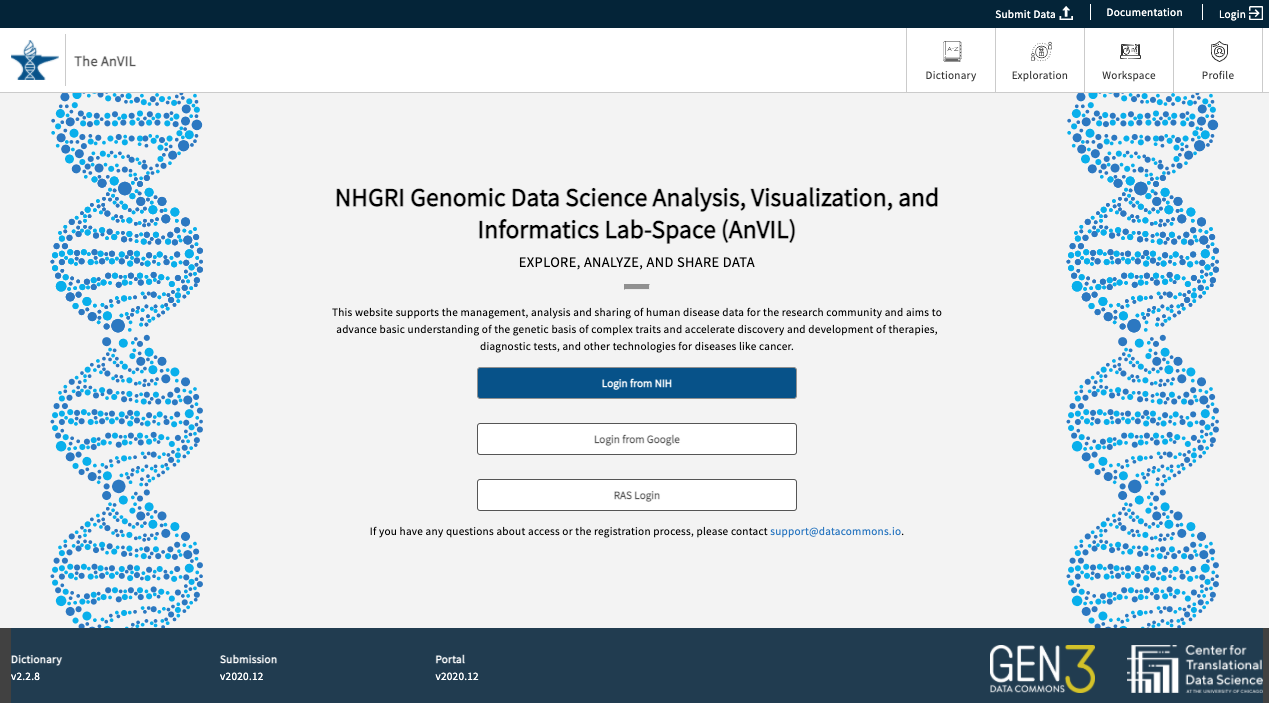 Submit Data
Documentation
Login
The AnVIL
A-Z
Dictionary
Exploration
Workspace
Profile
NHGRI Genomic Data Science Analysis, Visualization, and
Informatics Lab-Space (AnVIL)
EXPLORE, ANALYZE, AND SHARE DATA
This website supports the management, analysis and sharing of human disease data for the research community and aims to
advance basic understanding of the genetic basis of complex traits and accelerate discovery and development of therapies,
diagnostic tests, and other technologies for diseases like cancer.
Login from NIH
Login from Google
RAS Login
If you have any questions about access or the registration process, please contact support@datacommons.io.
Dictionary
v2.2.8
Submission
v2020.12
Portal
v2020.12
GEN3
DATA COMMONS
Center for
Translational
Data Science
AT THE UNIVERSITY OF CHICAGO